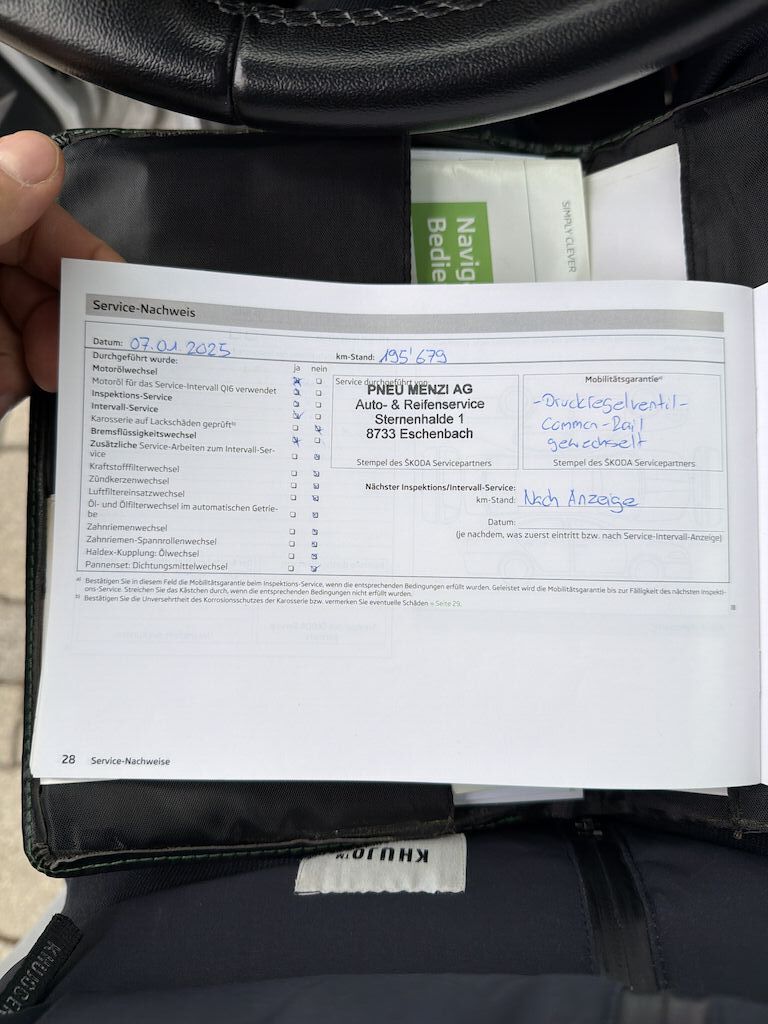 SIMPLY CLEVER
Navig
Bedie
Service-Nachweis
Datum: 07.01 2025
km-Stand: 195'679
Durchgeführt wurde:
ja nein
Motorölwechsel
Motoröl für das Service-Intervall QI6 verwendet
Inspektions-Service
Intervall-Service
Karosserie auf Lackschäden geprüft b)
Bremsflüssigkeitswechsel
Zusätzliche Service-Arbeiten zum Intervall-Ser-
vice
Kraftstofffilterwechsel
Zündkerzenwechsel
Luftfiltereinsatzwechsel
Öl- und Ölfilterwechsel im automatischen Getrie-
be
Zahnriemenwechsel
Zahnriemen-Spannrollenwechsel
Haldex-Kupplung: Ölwechsel
Pannenset: Dichtungsmittelwechsel
Service durchgeführt von:
PNEU MENZI AG
Auto- & Reifenservice
Sternenhalde 1
8733 Eschenbach
Stempel des ŠKODA Servicepartners
Mobilitätsgarantie a)
-Druckregelventil-
Common-Rail
gewechselt
Stempel des ŠKODA Servicepartners
Nächster Inspektions/Intervall-Service:
km-Stand: Nach Anzeige
Datum:
(je nachdem, was zuerst eintritt bzw. nach Service-Intervall-Anzeige)
a) Bestätigen Sie in diesem Feld die Mobilitätsgarantie beim Inspektions-Service, wenn die entsprechenden Bedingungen erfüllt wurden. Geleistet wird die Mobilitätsgarantie bis zur Fälligkeit des nächsten Inspekti-
ons-Service. Streichen Sie das Kästchen durch, wenn die entsprechenden Bedingungen nicht erfüllt wurden.
b) Bestätigen Sie die Unversehrtheit des Korrosionsschutzes der Karosserie bzw. vermerken Sie eventuelle Schäden » Seite 29.
28 Service-Nachweise
KHUJO™